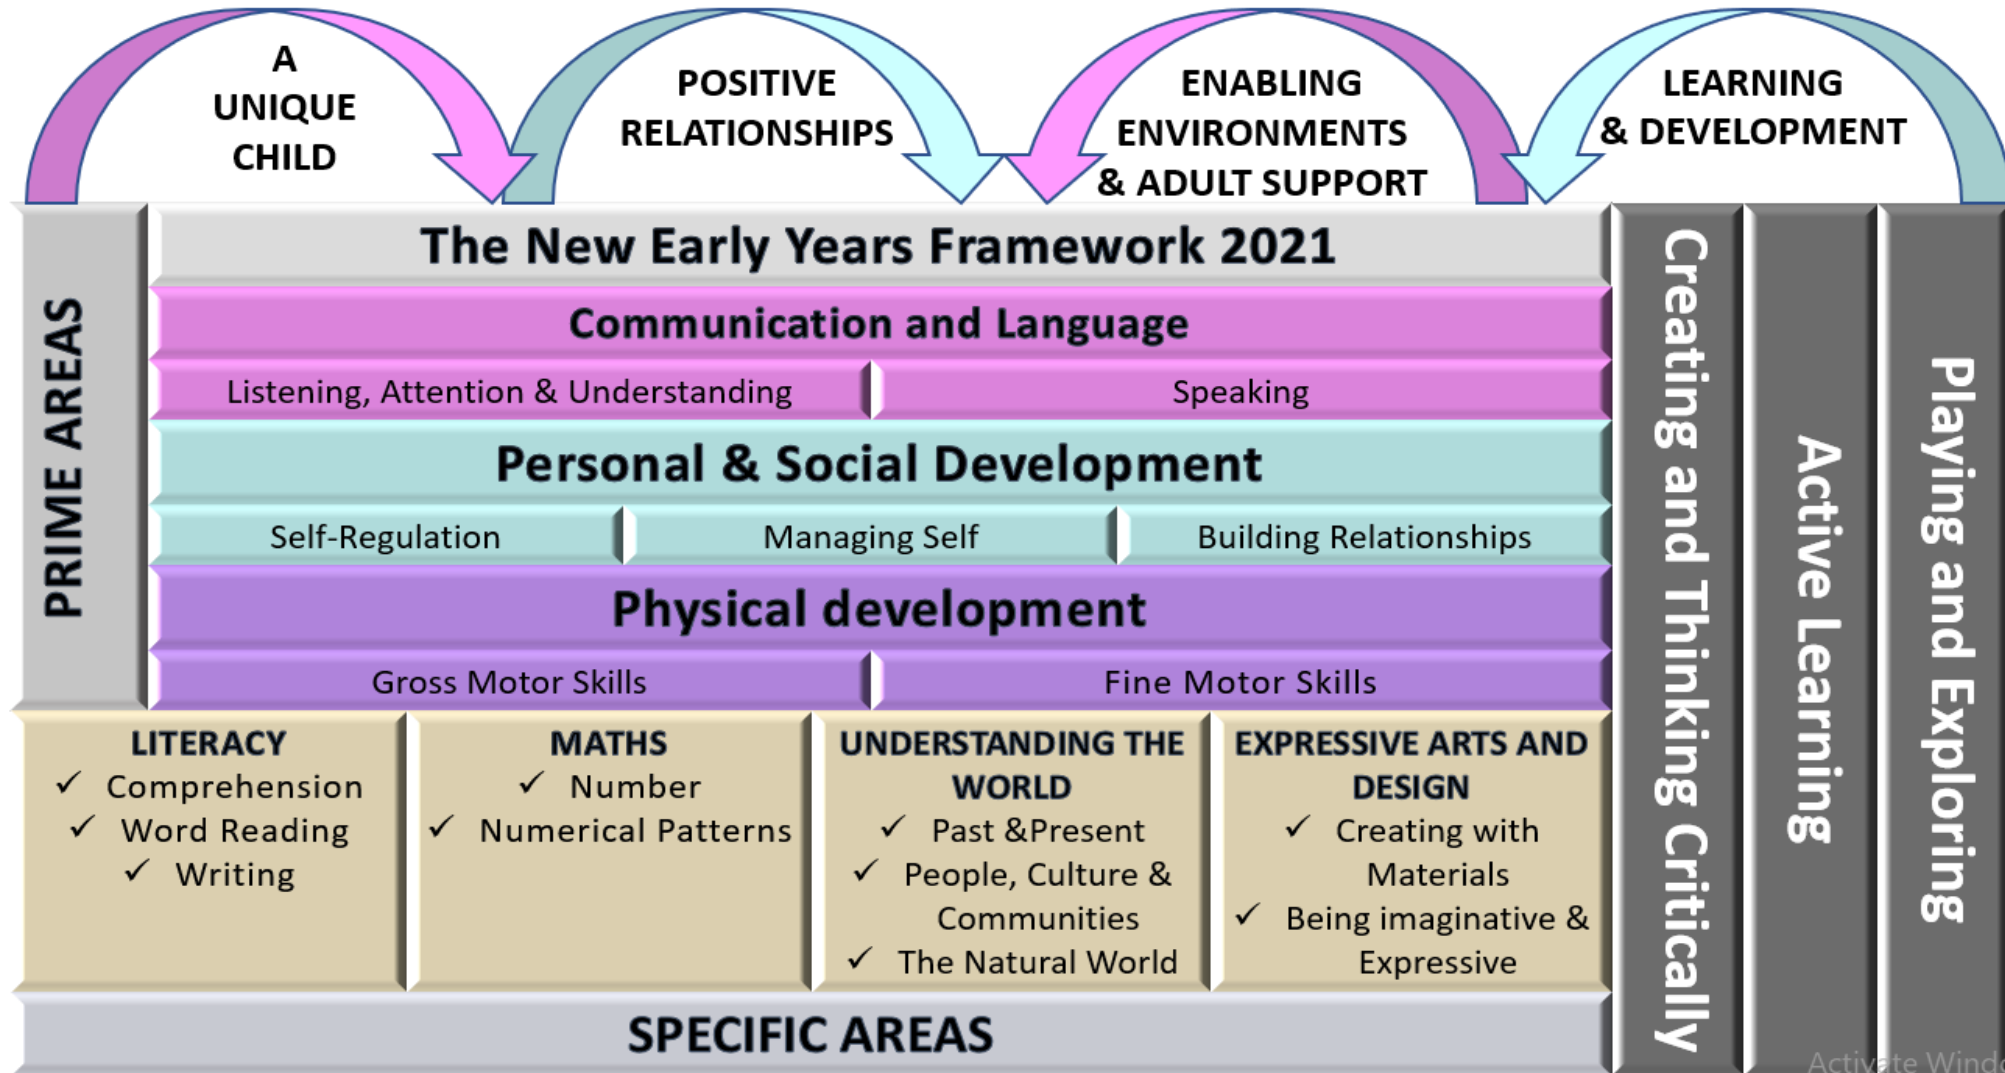 A
UNIQUE
CHILD
POSITIVE
RELATIONSHIPS
ENABLING
ENVIRONMENTS
& ADULT SUPPORT
LEARNING
& DEVELOPMENT
PRIME AREAS
The New Early Years Framework 2021
Communication and Language
Listening, Attention & Understanding
Speaking
Personal & Social Development
Self-Regulation
Managing Self
Building Relationships
Physical development
Gross Motor Skills
Fine Motor Skills
LITERACY
✓ Comprehension
✓ Word Reading
✓ Writing
MATHS
✓ Number
✓ Numerical Patterns
UNDERSTANDING THE
WORLD
✓ Past &Present
✓ People, Culture &
Communities
✓ The Natural World
EXPRESSIVE ARTS AND
DESIGN
✓ Creating with
Materials
✓ Being imaginative &
Expressive
SPECIFIC AREAS
Creating and Thinking Critically
Active Learning
Playing and Exploring
Activate